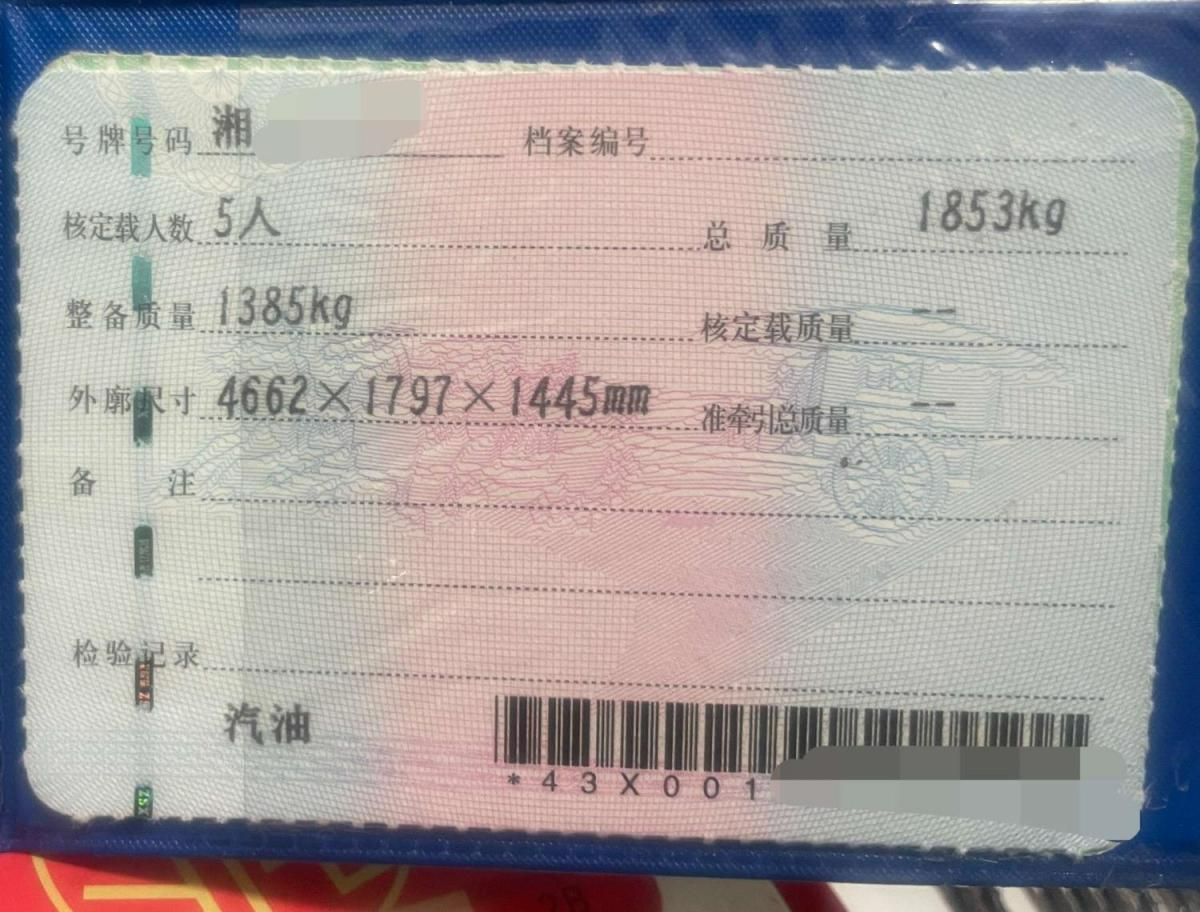 号牌号码 湘 档案编号
核定载人数 5人 总质量 1853kg
整备质量 1385kg 核定载质量 --
外廓尺寸 4662×1797×1445mm 准牵引总质量 --
备注
检验记录
汽油
*43X001